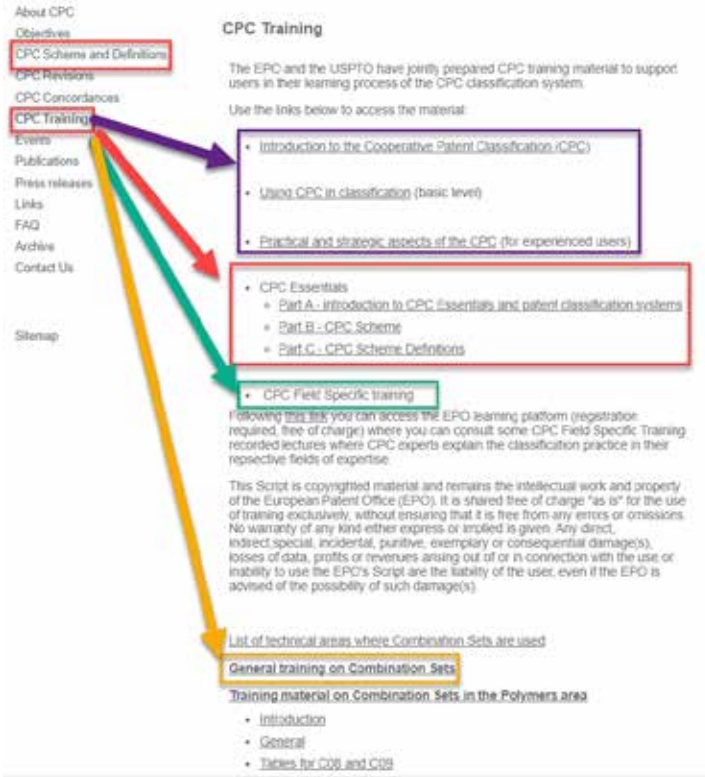 About CPC
Objectives
CPC Scheme and Definitions
CPC Revisions
CPC Concordances
CPC Training
Events
Publications
Press releases
Links
FAQ
Archive
Contact Us
Sitemap
CPC Training
The EPC and the USPTO have jointly prepared CPC training material to support
users in their learning process of the CPC classification system.
Use the links below to access the material:
• Introduction to the Cooperative Patent Classification (CPC)
• Using CPC in classification (basic level)
• Practical and strategic aspects of the CPC (for experienced users)
• CPC Essentials
Part A - introduction to CPC Essentials and patent classification systems
Part B - CPC Scheme
Part C - CPC Scheme Definitions
• CPC Field Specific training
Following this link you can access the EPO learning platform (registration
required, free of charge) where you can consult some CPC Field Specific Training
recorded lectures where CPC experts explain the classification practice in their
repsective fields of expertise
This Script is copyrighted material and remains the intellectual work and property
of the European Patent Office (EPO). It is shared free of charge "as is" for the use
of training exclusively, without ensuring that it is free from any errors or omissions.
No warranty of any kind either express or implied is given. Any direct,
indirect,special, incidental, punitive, exemplary or consequential damage(s),
losses of data, profits or revenues arising out of or in connection with the use or
inability to use the EPC's Script are the liability of the user, even if the EPO is
advised of the possibility of such damage(s)
List of technical areas where Combination Sets are used
General training on Combination Sets
Training material on Combination Sets in the Polymers area
• Introduction
• General
• Tables for C08 and C09